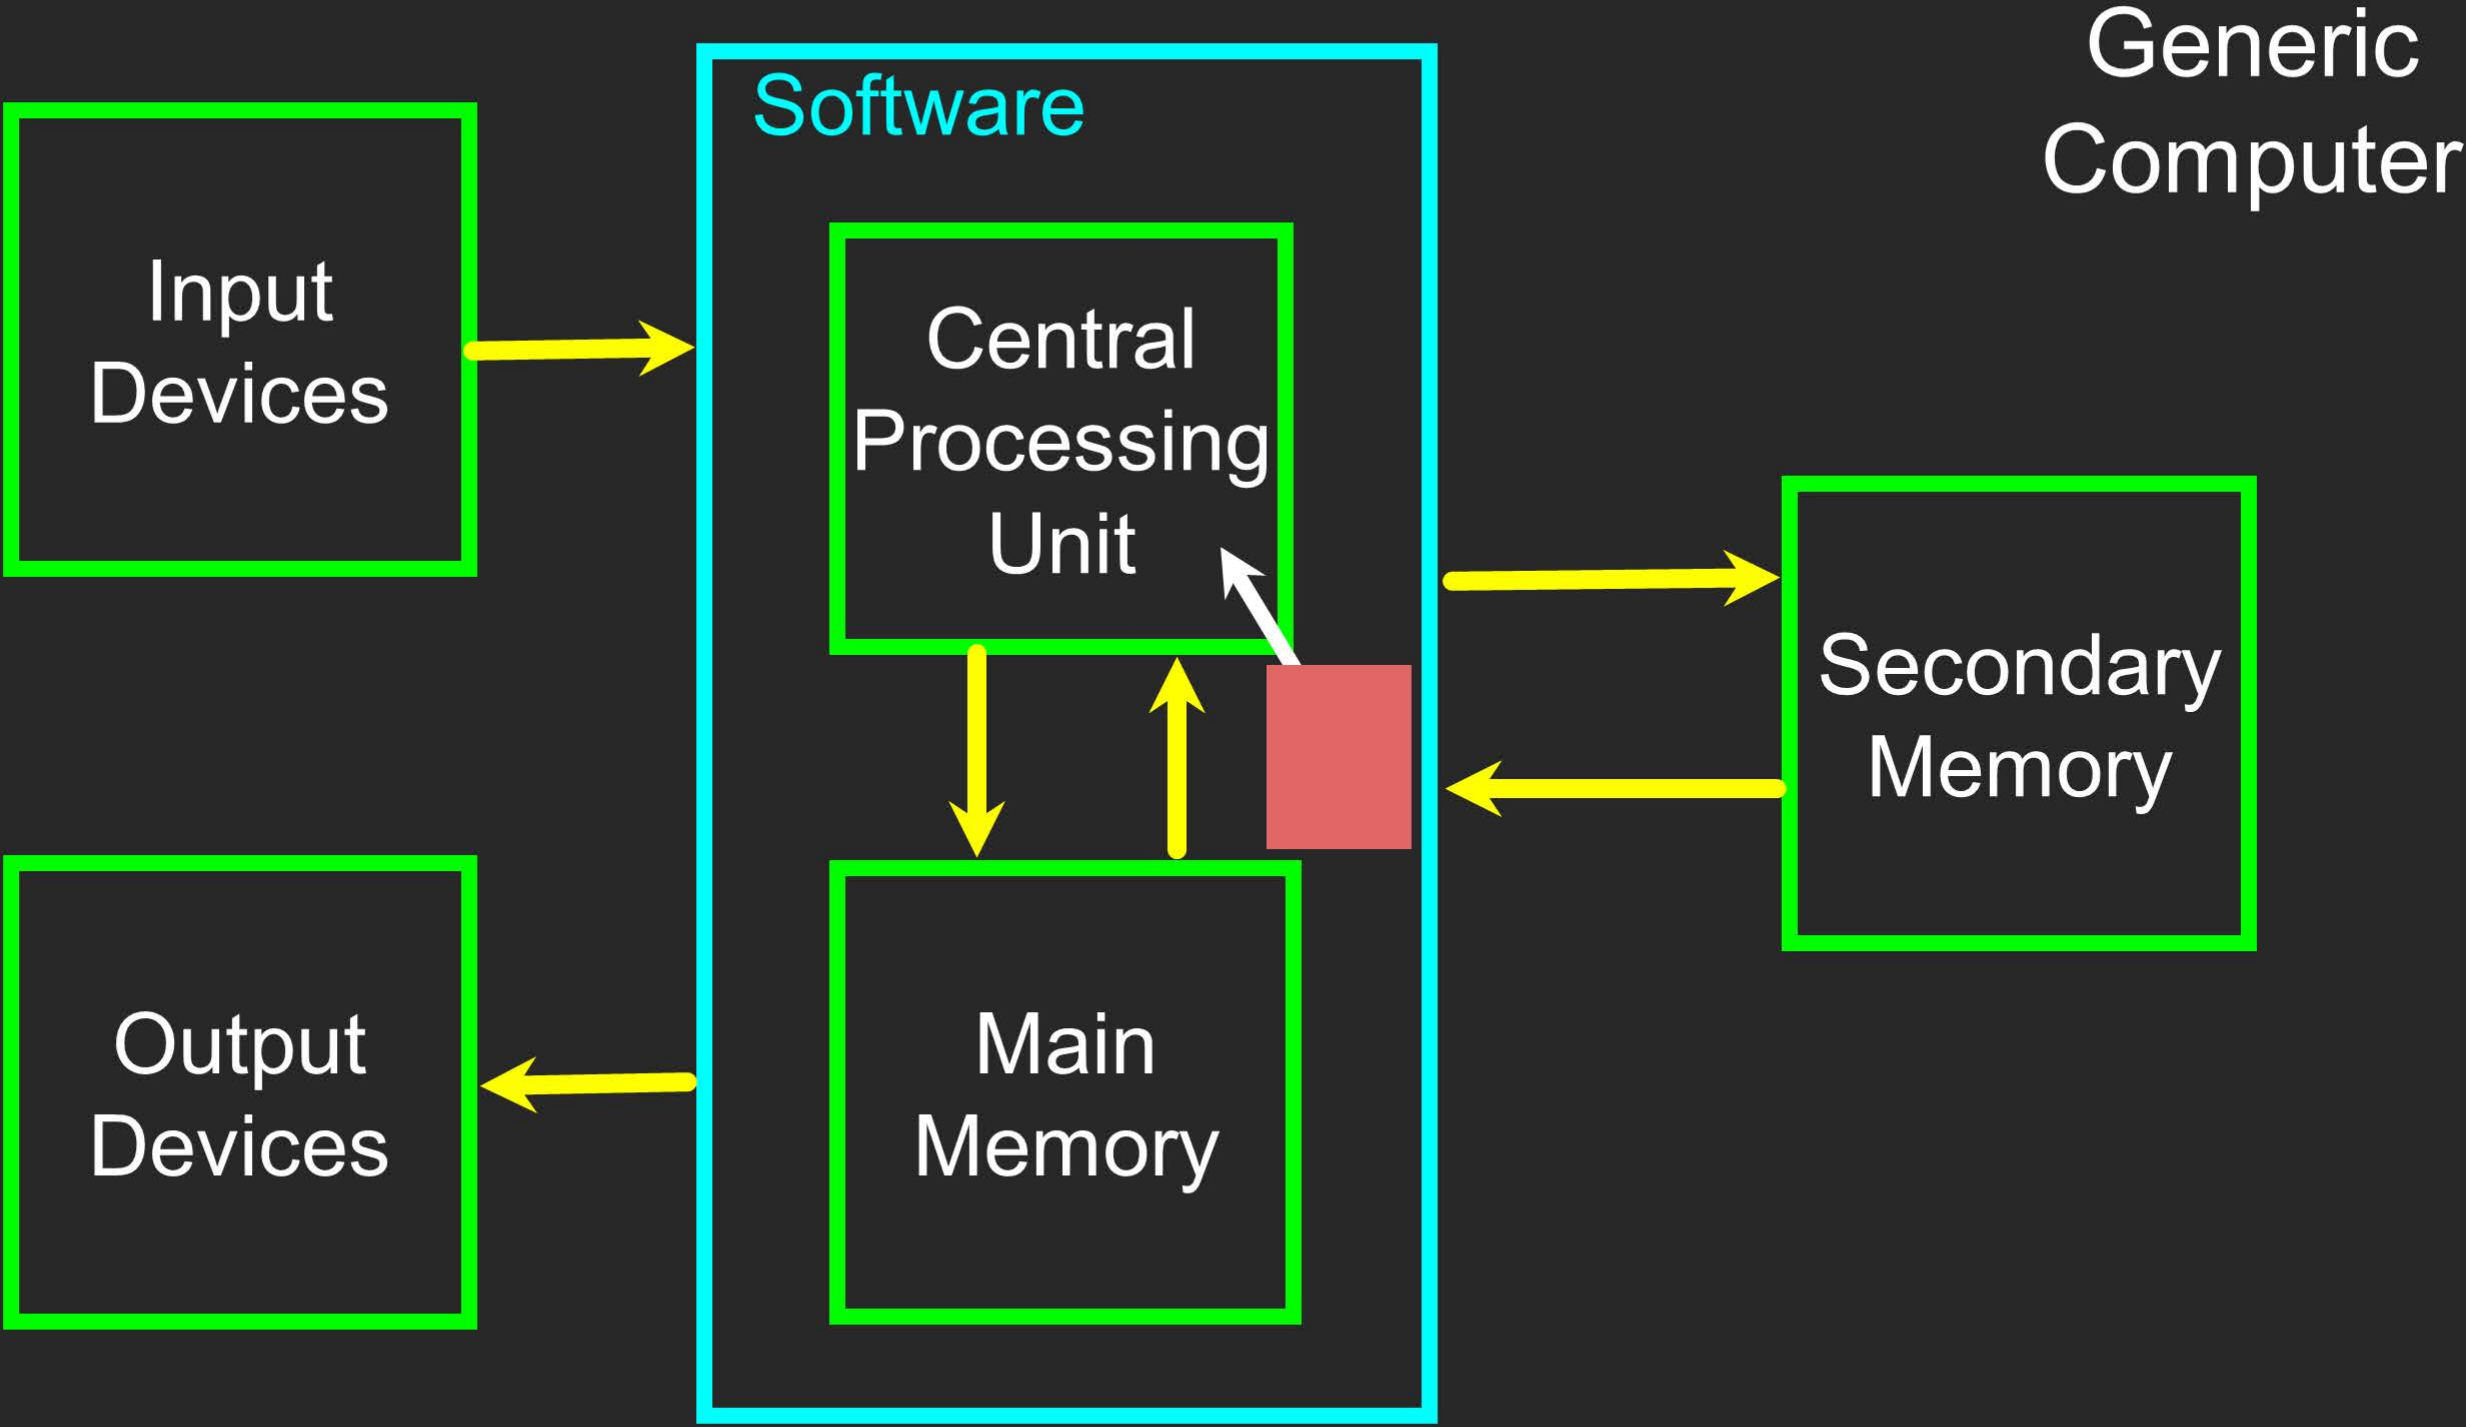 Generic
Computer
Software
Input
Devices
Central
Processing
Unit
Secondary
Memory
Output
Devices
Main
Memory